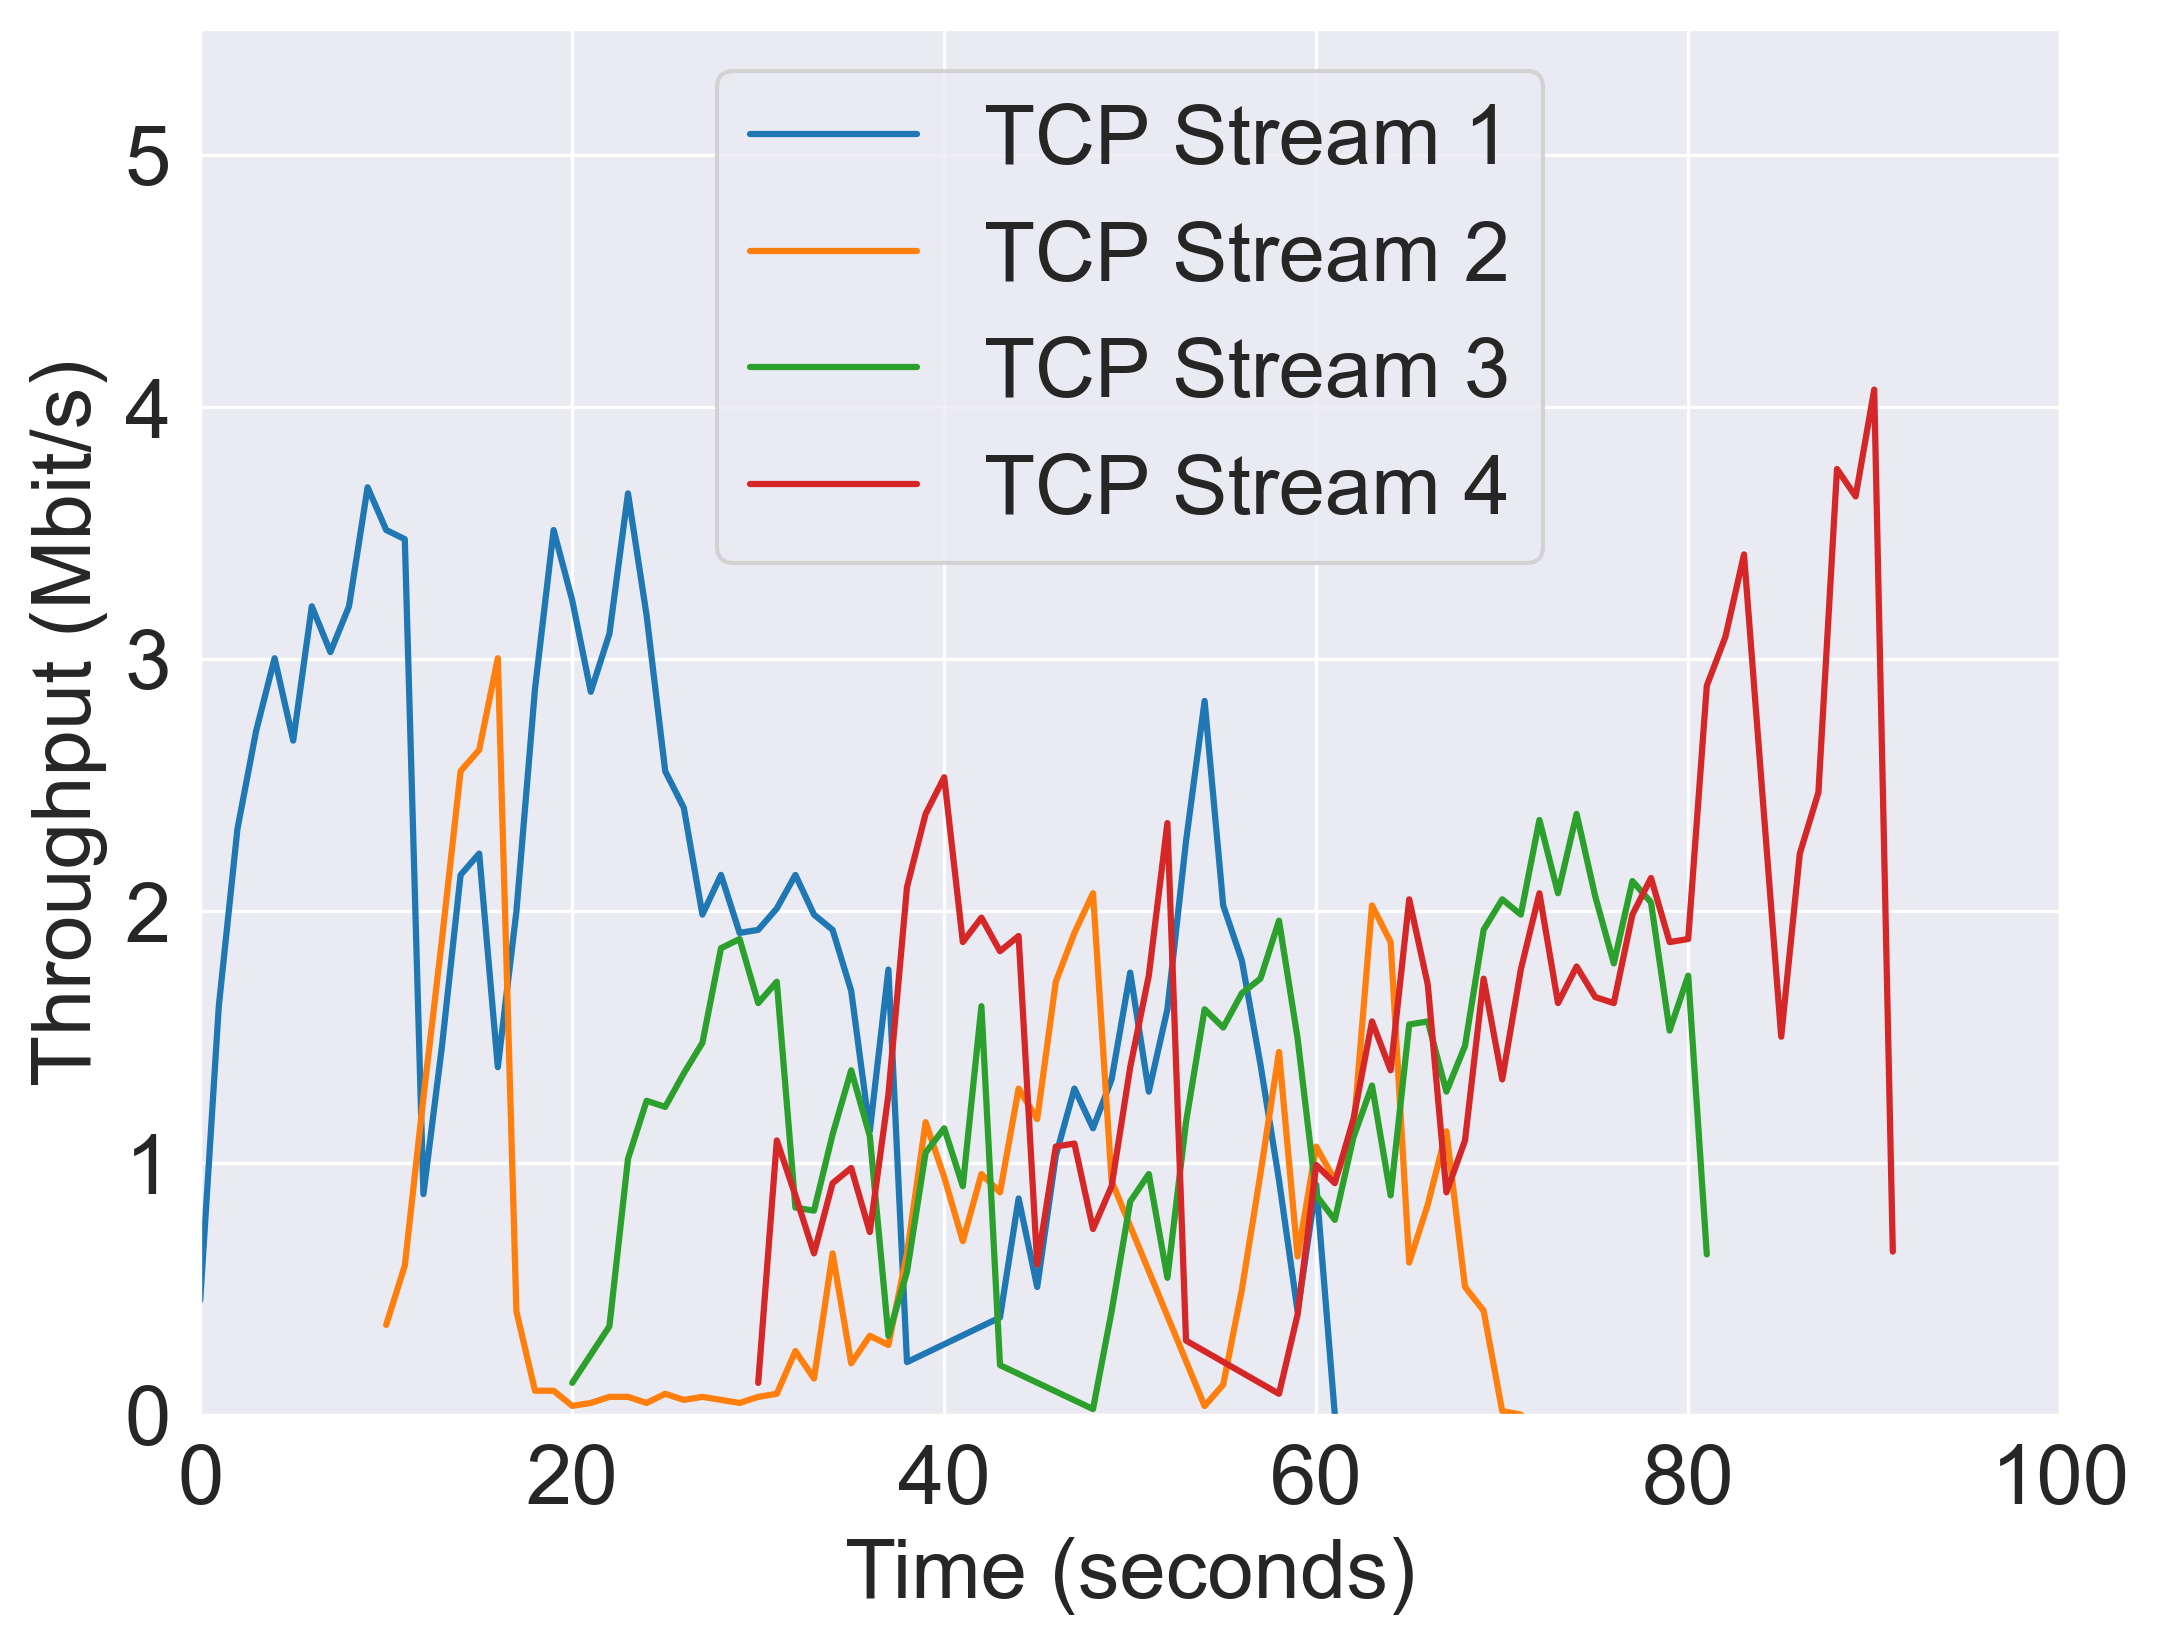 TCP Stream 1
TCP Stream 2
TCP Stream 3
TCP Stream 4
Throughput (Mbit/s)
5
4
3
2
1
0
0 20 40 60 80 100
Time (seconds)